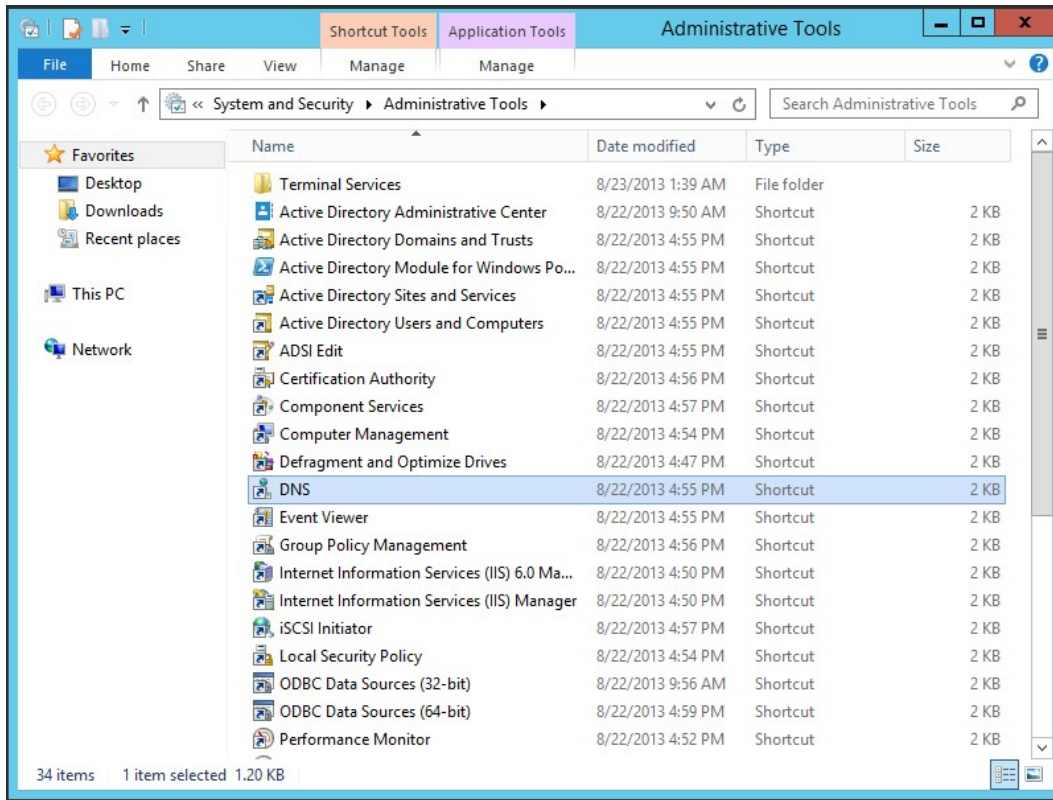 Shortcut Tools Application Tools Administrative Tools
File Home Share View Manage Manage
« System and Security Administrative Tools Search Administrative Tools
Name Date modified Type Size
Favorites
Desktop
Downloads
Recent places
This PC
Network
Terminal Services 8/23/2013 1:39 AM File folder
Active Directory Administrative Center 8/22/2013 9:50 AM Shortcut 2 KB
Active Directory Domains and Trusts 8/22/2013 4:55 PM Shortcut 2 KB
Active Directory Module for Windows Po... 8/22/2013 4:55 PM Shortcut 2 KB
Active Directory Sites and Services 8/22/2013 4:55 PM Shortcut 2 KB
Active Directory Users and Computers 8/22/2013 4:55 PM Shortcut 2 KB
ADSI Edit 8/22/2013 4:55 PM Shortcut 2 KB
Certification Authority 8/22/2013 4:56 PM Shortcut 2 KB
Component Services 8/22/2013 4:57 PM Shortcut 2 KB
Computer Management 8/22/2013 4:54 PM Shortcut 2 KB
Defragment and Optimize Drives 8/22/2013 4:47 PM Shortcut 2 KB
DNS 8/22/2013 4:55 PM Shortcut 2 KB
Event Viewer 8/22/2013 4:55 PM Shortcut 2 KB
Group Policy Management 8/22/2013 4:56 PM Shortcut 2 KB
Internet Information Services (IIS) 6.0 Ma... 8/22/2013 4:50 PM Shortcut 2 KB
Internet Information Services (IIS) Manager 8/22/2013 4:50 PM Shortcut 2 KB
iSCSI Initiator 8/22/2013 4:57 PM Shortcut 2 KB
Local Security Policy 8/22/2013 4:54 PM Shortcut 2 KB
ODBC Data Sources (32-bit) 8/22/2013 9:56 AM Shortcut 2 KB
ODBC Data Sources (64-bit) 8/22/2013 4:59 PM Shortcut 2 KB
Performance Monitor 8/22/2013 4:52 PM Shortcut 2 KB
34 items 1 item selected 1.20 KB